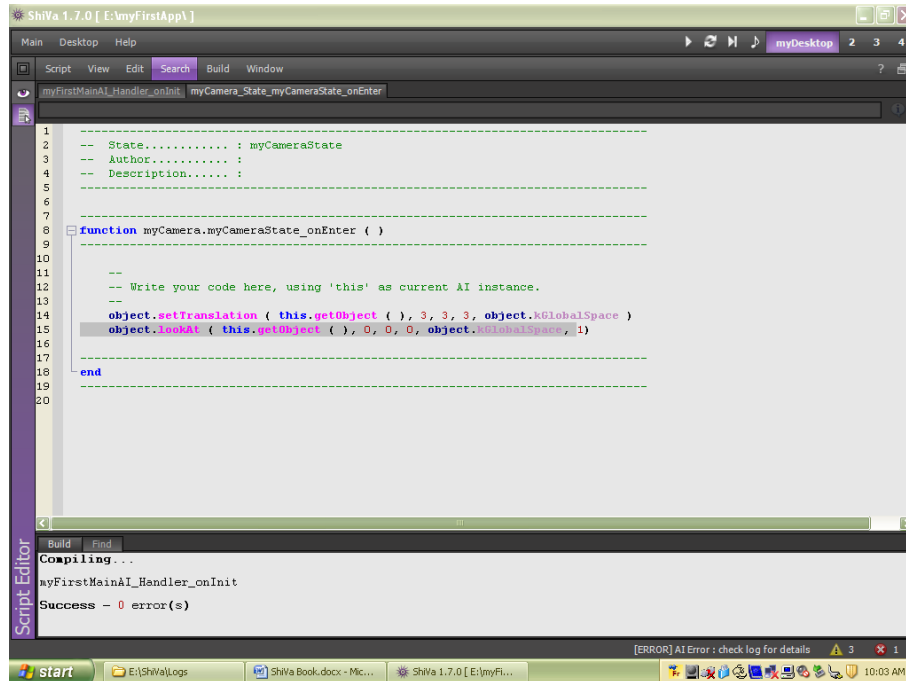 ShiVa 1.7.0 [ E:\myFirstApp\ ]
Main Desktop Help myDesktop 2 3 4
Script View Edit Search Build Window ?
myFirstMainAI_Handler_onInit myCamera_State_myCameraState_onEnter
1 --------------------------------------------------------------------------------
2 -- State............ : myCameraState
3 -- Author........... :
4 -- Description...... :
5 --------------------------------------------------------------------------------
6
7 --------------------------------------------------------------------------------
8 function myCamera.myCameraState_onEnter ( )
9 --------------------------------------------------------------------------------
10
11 --
12 -- Write your code here, using 'this' as current AI instance.
13 --
14 object.setTranslation ( this.getObject ( ), 3, 3, 3, object.kGlobalSpace )
15 object.lookAt ( this.getObject ( ), 0, 0, 0, object.kGlobalSpace, 1)
16
17 --------------------------------------------------------------------------------
18 end
19 --------------------------------------------------------------------------------
20
Script Editor
Build Find
Compiling...
myFirstMainAI_Handler_onInit
Success - 0 error(s)
[ERROR] AI Error : check log for details 3 1
start E:\ShiVa\Logs ShiVa Book.docx - Mic... ShiVa 1.7.0 [ E:\myFi... 10:03 AM